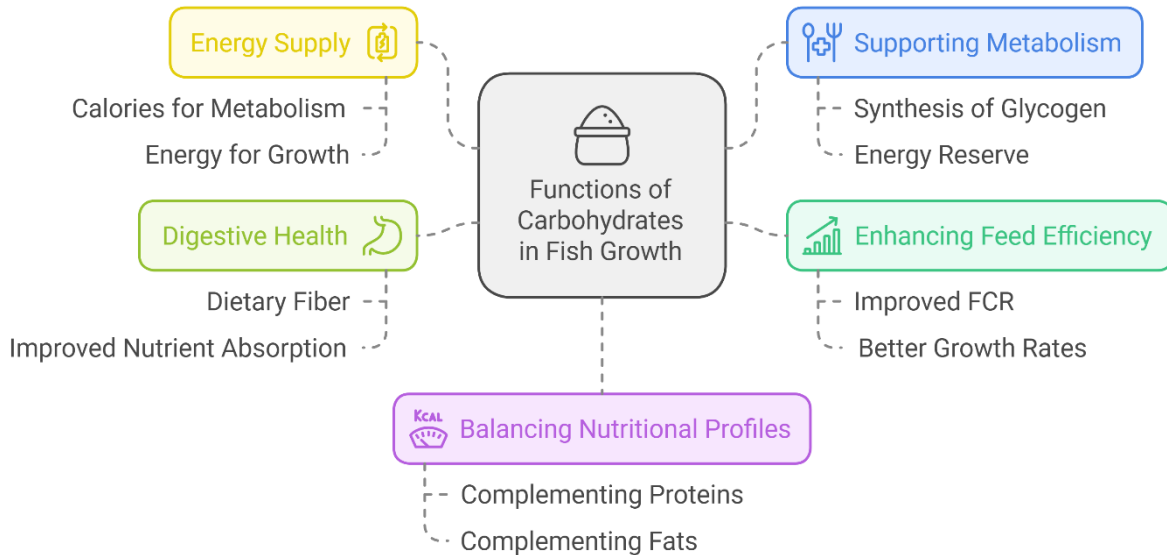 Energy Supply
Calories for Metabolism
Energy for Growth
Digestive Health
Dietary Fiber
Improved Nutrient Absorption
Functions of
Carbohydrates
in Fish Growth
Supporting Metabolism
Synthesis of Glycogen
Energy Reserve
Enhancing Feed Efficiency
Improved FCR
Better Growth Rates
KCAL
Balancing Nutritional Profiles
Complementing Proteins
Complementing Fats